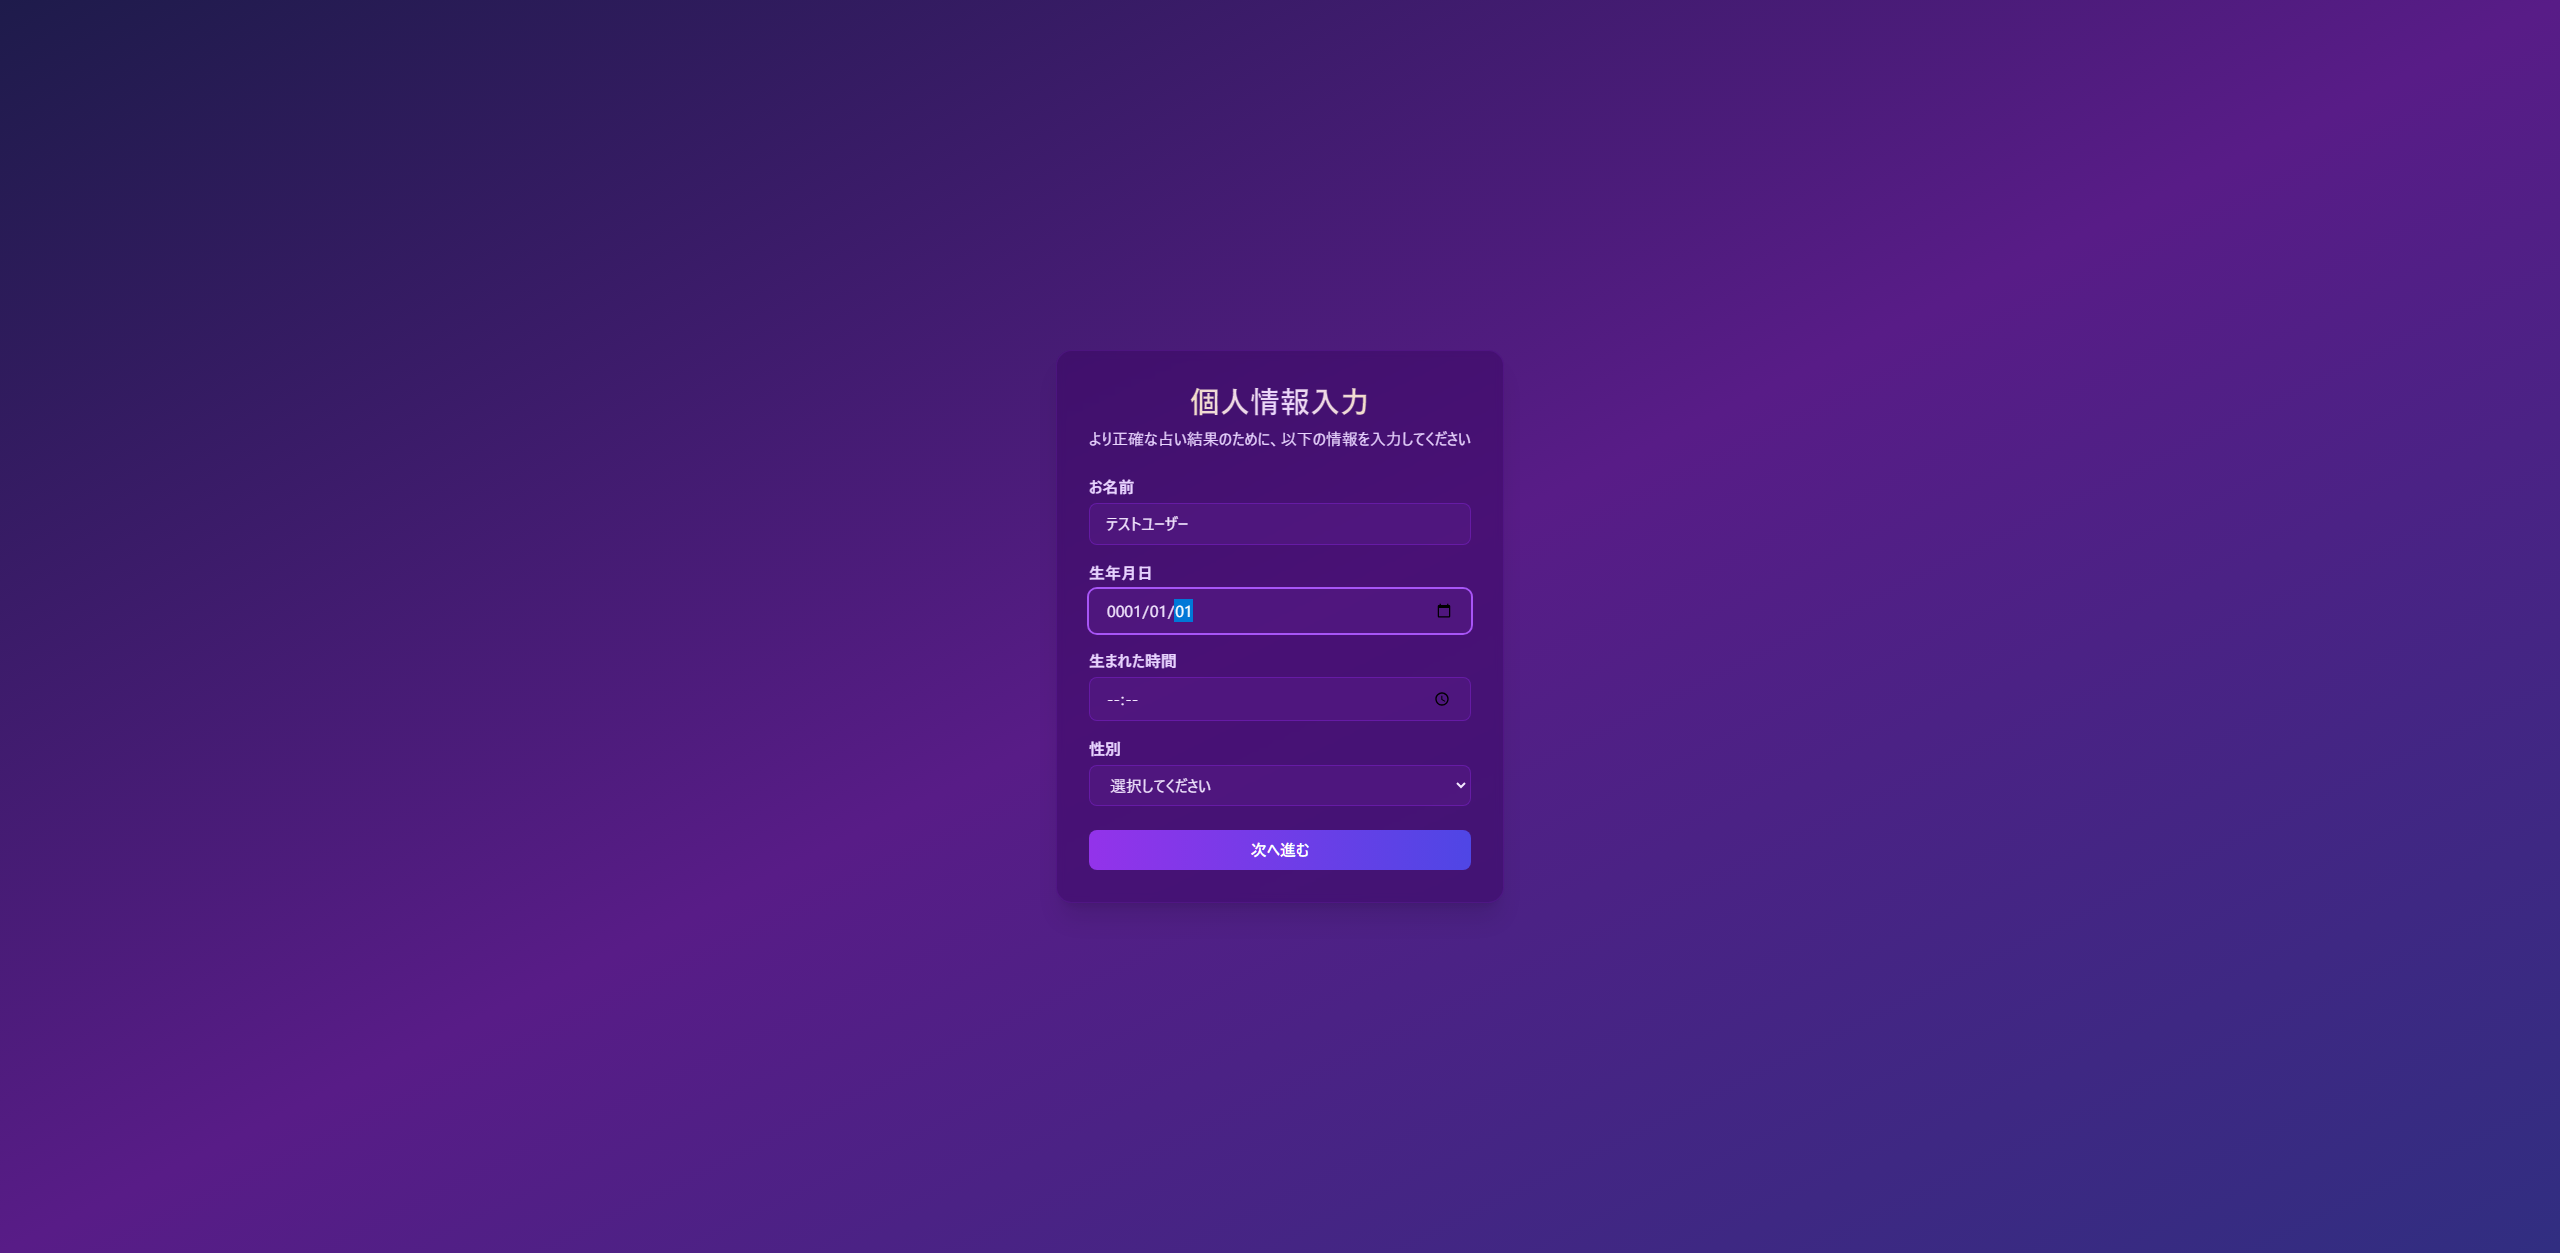 個人情報入力
より正確な占い結果のために、以下の情報を入力してください
お名前
テストユーザー
生年月日
0001/01/01
生まれた時間
--:--
性別
選択してください
次へ進む